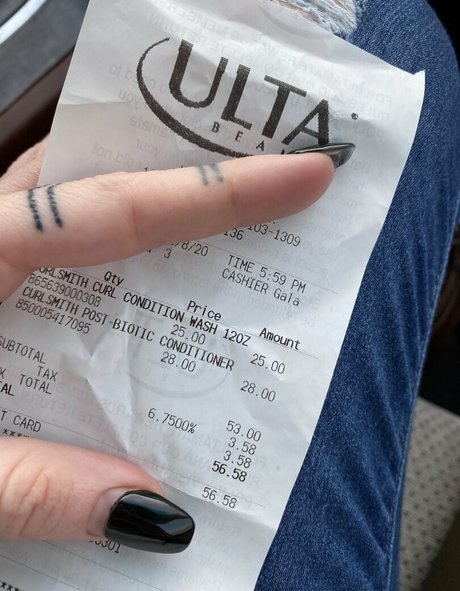 ULTA
BEA
103-1309
136
/8/20 TIME 5:59 PM
3 CASHIER Gala
Qty Price Amount
CURLSMITH CURL CONDITION WASH 12OZ
865639000308 25.00 25.00
CURLSMITH POST-BIOTIC CONDITIONER
850005417095 28.00 28.00
SUBTOTAL 53.00
TAX 6.7500% 3.58
X TOTAL 3.58
AL 56.58
T CARD 56.58
5301